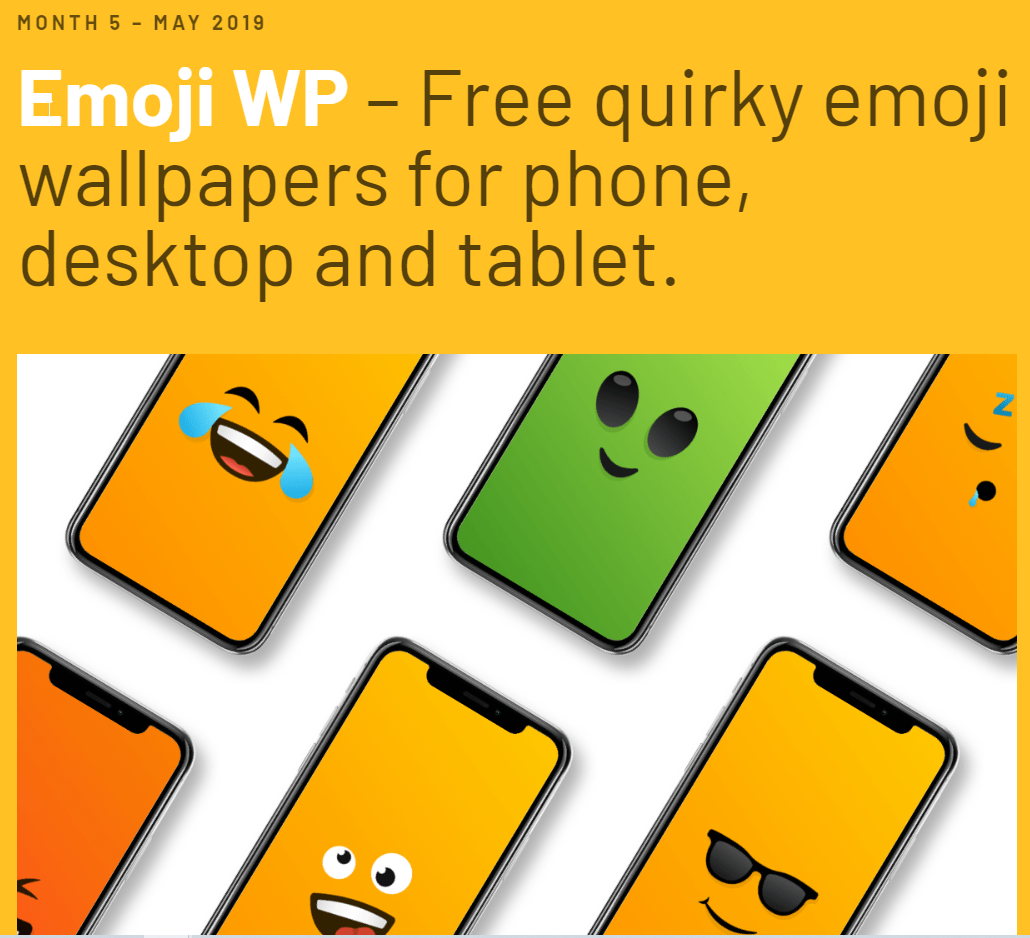 MONTH 5 – MAY 2019
Emoji WP – Free quirky emoji
wallpapers for phone,
desktop and tablet.
Z